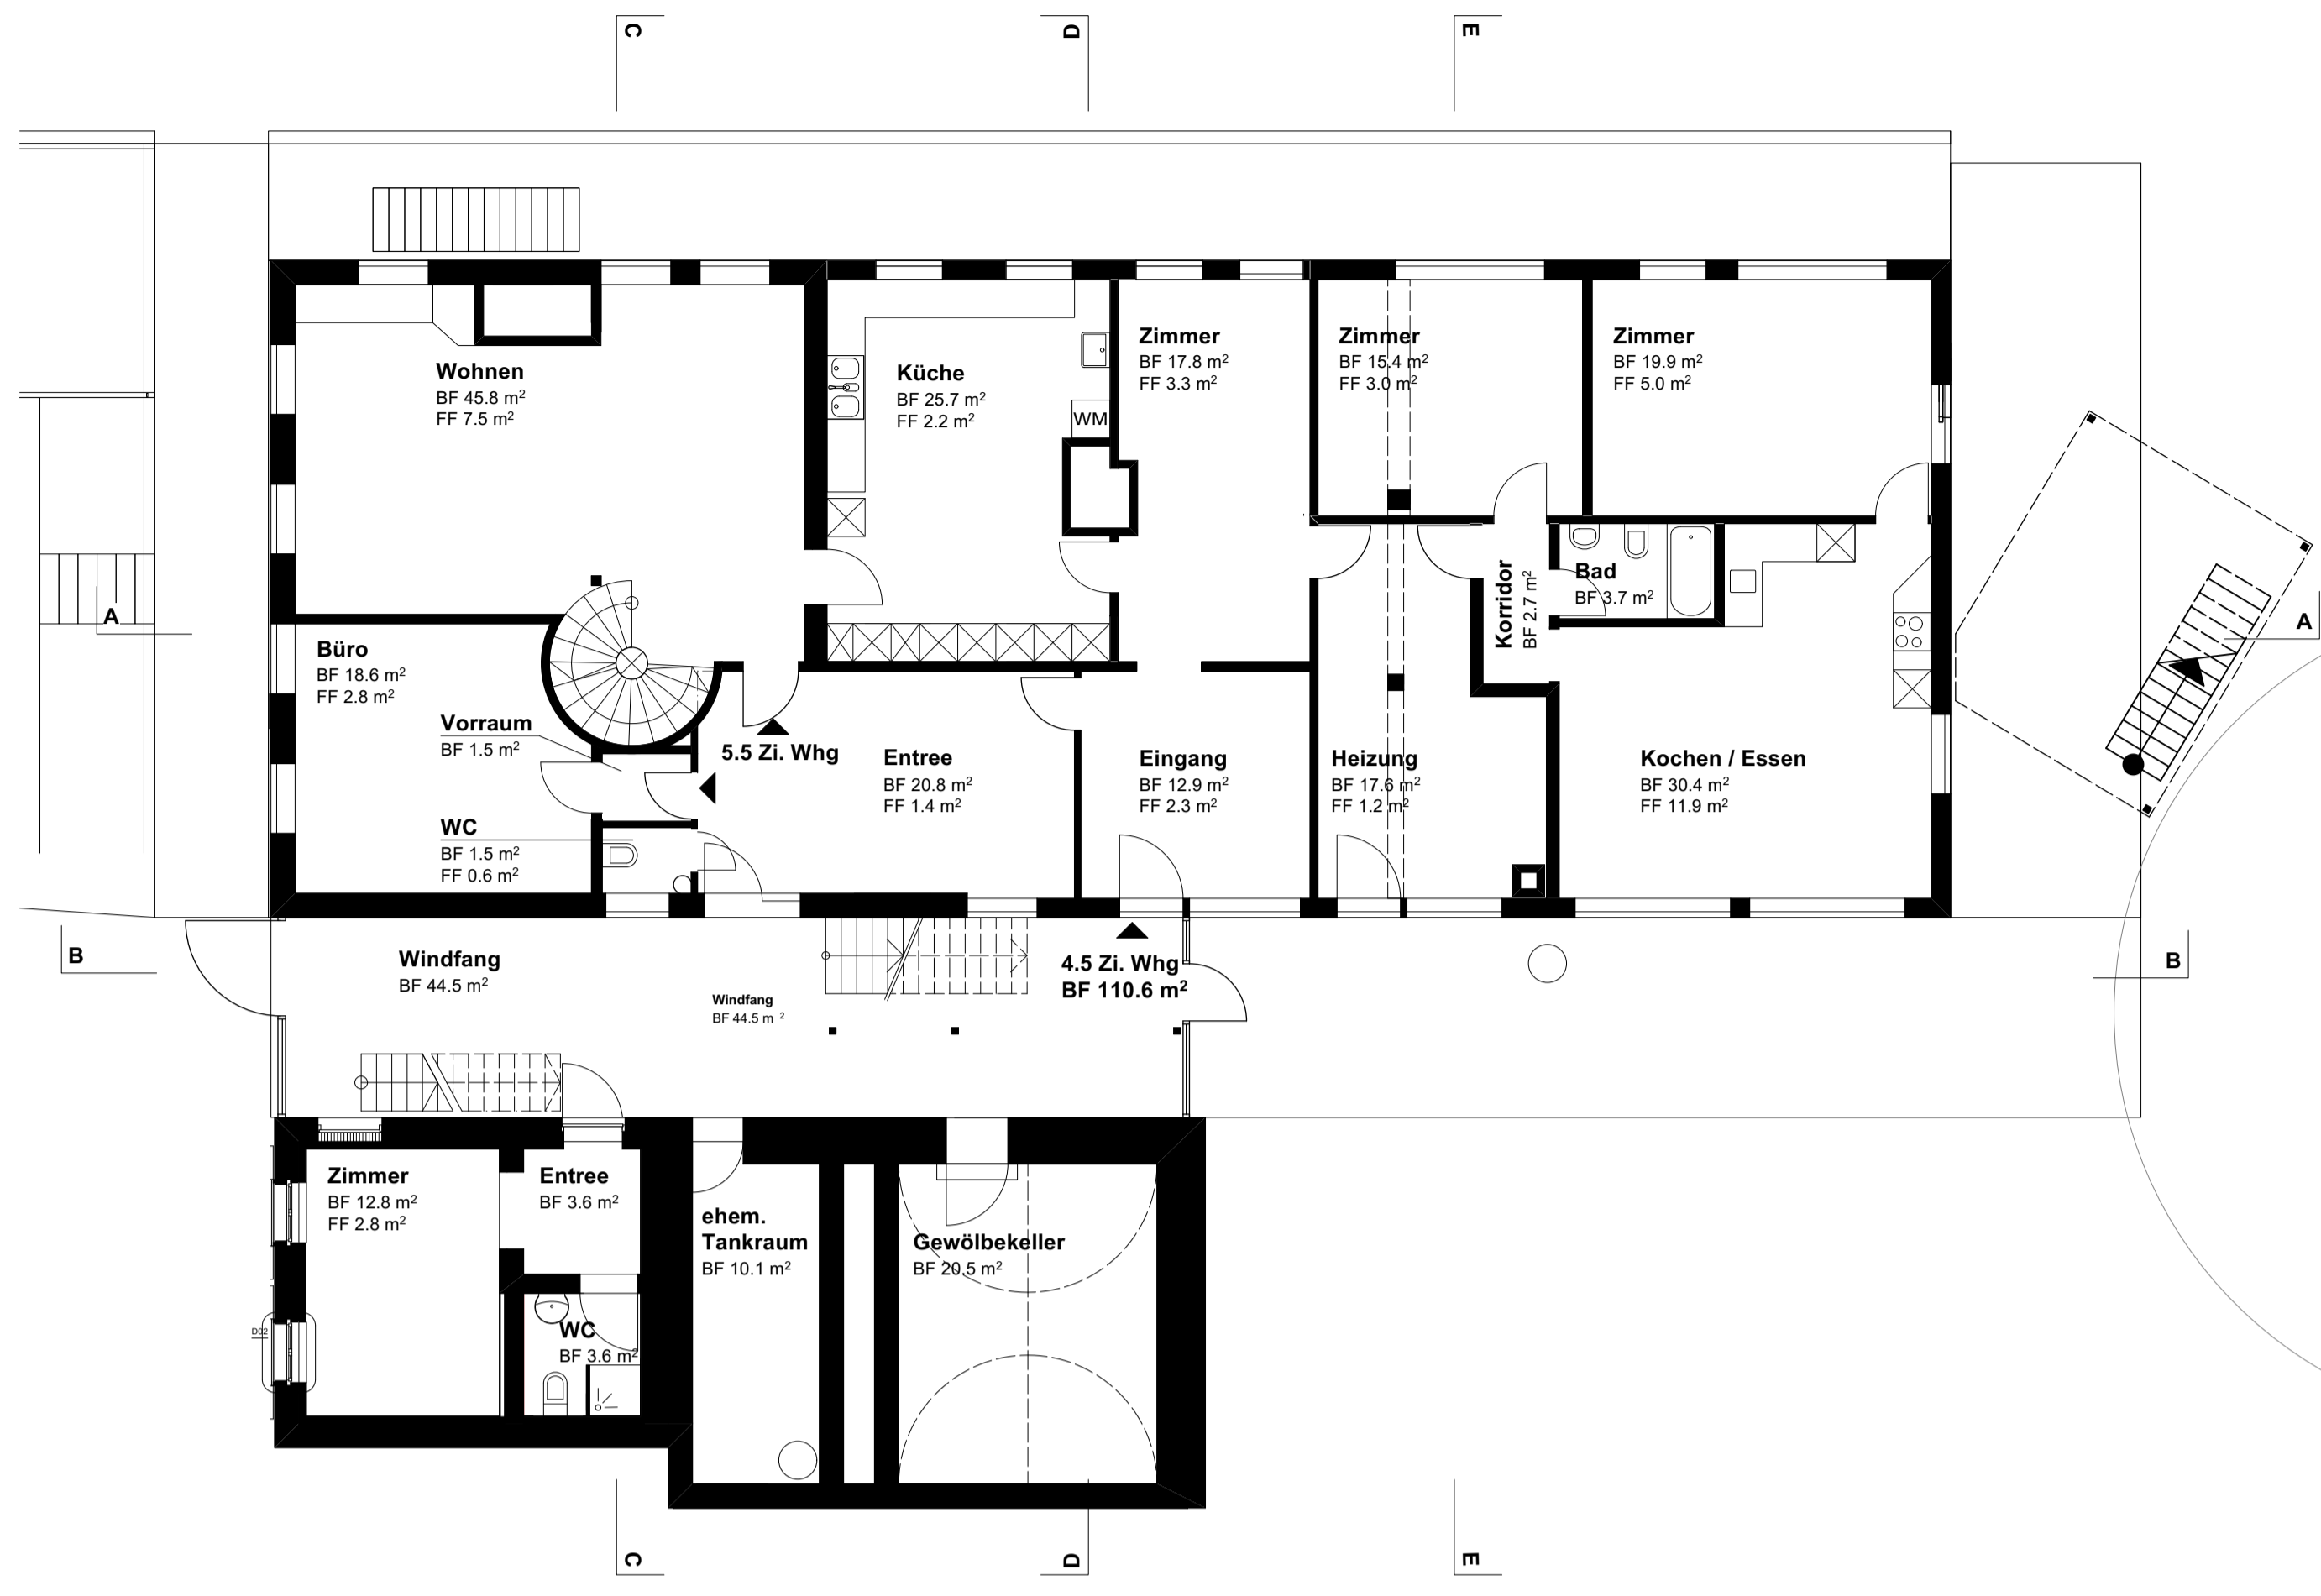 C
D
E
Wohnen
BF 45.8 m²
FF 7.5 m²
Küche
BF 25.7 m²
FF 2.2 m²
WM
Zimmer
BF 17.8 m²
FF 3.3 m²
Zimmer
BF 15.4 m²
FF 3.0 m²
Zimmer
BF 19.9 m²
FF 5.0 m²
A
Büro
BF 18.6 m²
FF 2.8 m²
Vorraum
BF 1.5 m²
WC
BF 1.5 m²
FF 0.6 m²
5.5 Zi. Whg
Entree
BF 20.8 m²
FF 1.4 m²
Eingang
BF 12.9 m²
FF 2.3 m²
Heizung
BF 17.6 m²
FF 1.2 m²
Korridor
BF 2.7 m²
Bad
BF 3.7 m²
Kochen / Essen
BF 30.4 m²
FF 11.9 m²
A
B
Windfang
BF 44.5 m²
Windfang
BF 44.5 m ²
4.5 Zi. Whg
BF 110.6 m²
B
Zimmer
BF 12.8 m²
FF 2.8 m²
Entree
BF 3.6 m²
WC
BF 3.6 m²
D02
ehem.
Tankraum
BF 10.1 m²
Gewölbekeller
BF 20.5 m²
C
D
E